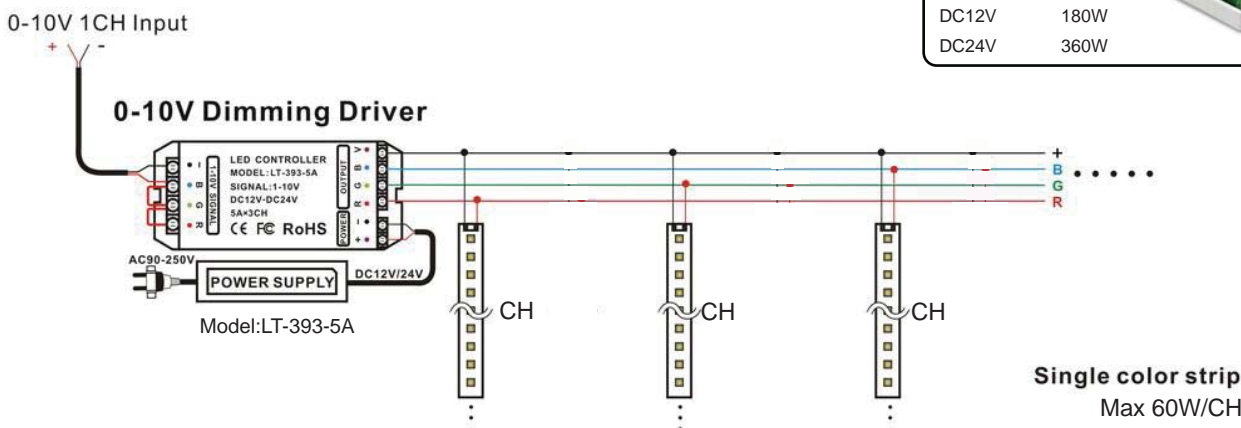 DC12V 180W
DC24V 360W
0-10V 1CH Input
+ -
0-10V Dimming Driver
LED CONTROLLER
MODEL:LT-393-5A
SIGNAL:1-10V
DC12V-DC24V
5A×3CH
CE FC RoHS
1-10V SIGNAL
- B G R
OUTPUT
V B G R
POWER
- +
+
B
G
R
AC90-250V
POWER SUPPLY
DC12V/24V
Model:LT-393-5A
CH CH CH
Single color strip
Max 60W/CH